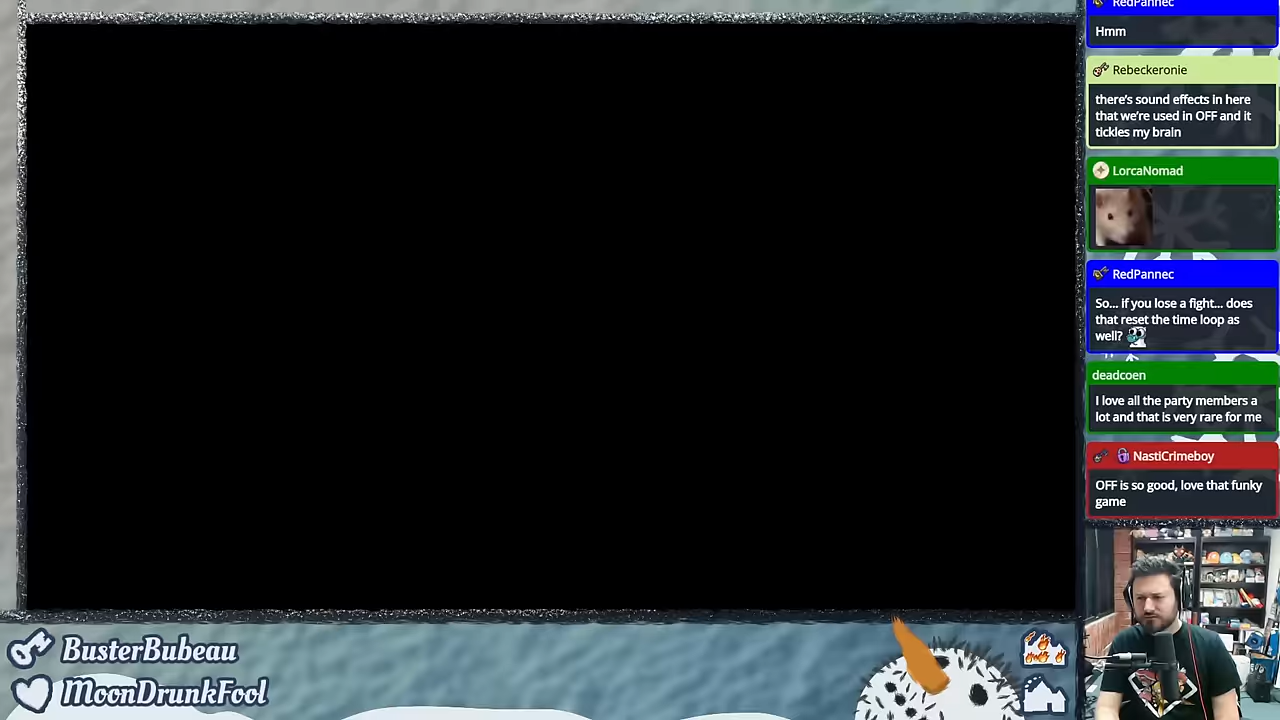 RedPannec
Hmm
Rebeckeronie
there's sound effects in here
that we're used in OFF and it
tickles my brain
LorcaNomad
RedPannec
So... if you lose a fight... does
that reset the time loop as
well?
deadcoen
I love all the party members a
lot and that is very rare for me
NastiCrimeboy
OFF is so good, love that funky
game
BusterBubeau
MoonDrunkFool